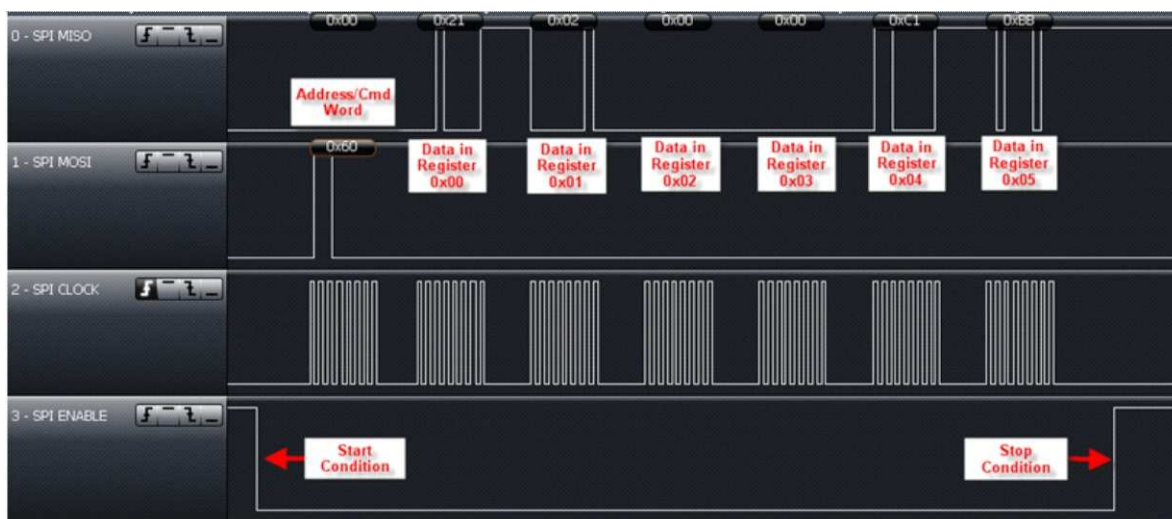 0x00
0x21
0x02
0x00
0x00
0xC1
0xBB
0 - SPI MISO
Address/Cmd
Word
1 - SPI MOSI
0x60
Data in
Register
0x00
Data in
Register
0x01
Data in
Register
0x02
Data in
Register
0x03
Data in
Register
0x04
Data in
Register
0x05
2 - SPI CLOCK
3 - SPI ENABLE
Start
Condition
Stop
Condition